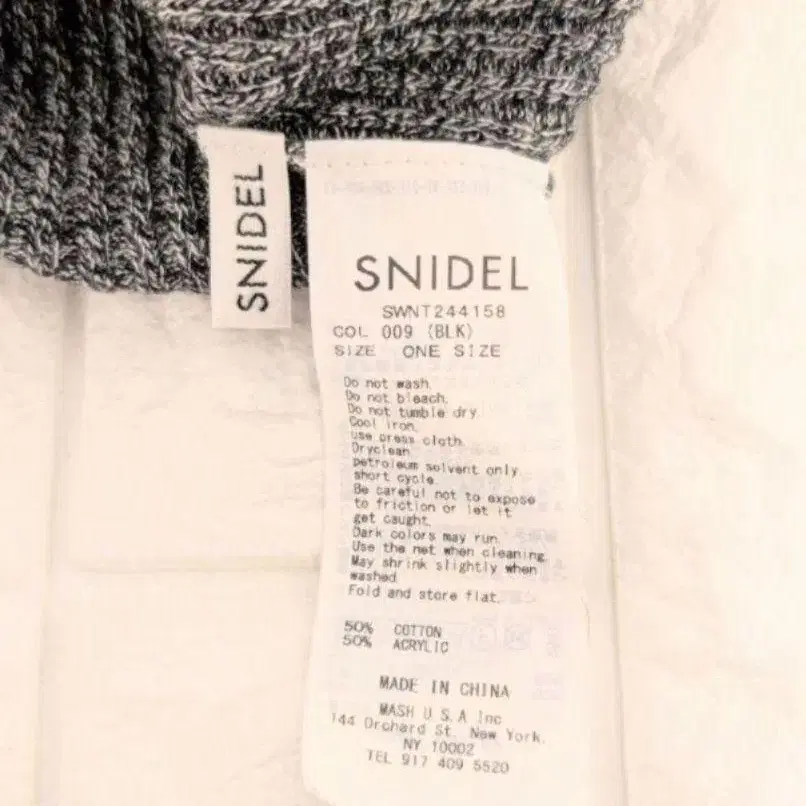 SNIDEL
SNIDEL
SWNT244158
COL 009 (BLK)
SIZE ONE SIZE
Do not wash.
Do not bleach.
Do not tumble dry.
Cool iron.
use press cloth.
Dryclean.
petroleum solvent only.
short cycle.
Be careful not to expose
to friction or let it
get caught.
Dark colors may run.
Use the net when cleaning.
May shrink slightly when
washed.
Fold and store flat.
50% COTTON
50% ACRYLIC
MADE IN CHINA
MASH U.S.A Inc
144 Orchard St. New York.
NY 10002
TEL 917 409 5520